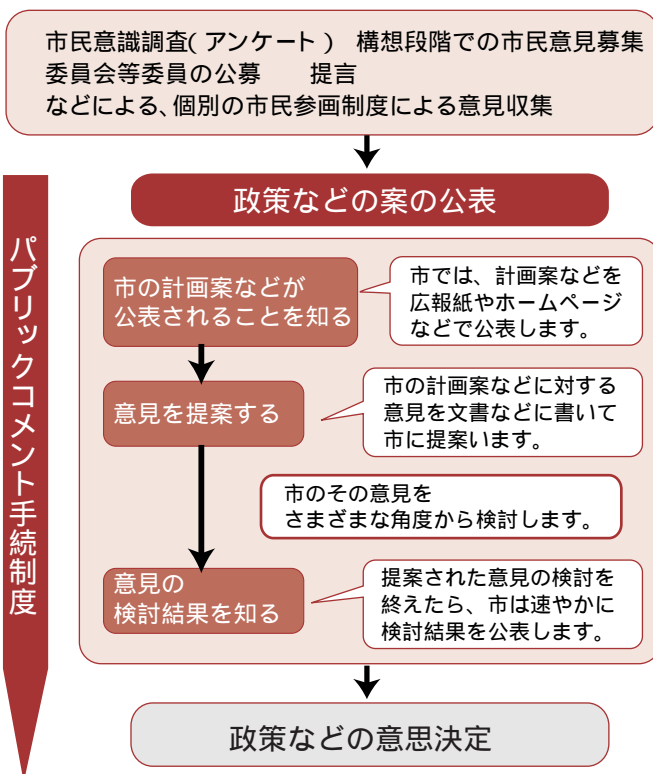 市民意識調査(アンケート)　構想段階での市民意見募集
委員会等委員の公募　　提言
などによる、個別の市民参画制度による意見収集
政策などの案の公表
パブリックコメント手続制度
市の計画案などが
公表されることを知る
市では、計画案などを
広報紙やホームページ
などで公表します。
意見を提案する
市の計画案などに対する
意見を文書などに書いて
市に提案います。
市のその意見を
さまざまな角度から検討します。
意見の
検討結果を知る
提案された意見の検討を
終えたら、市は速やかに
検討結果を公表します。
政策などの意思決定